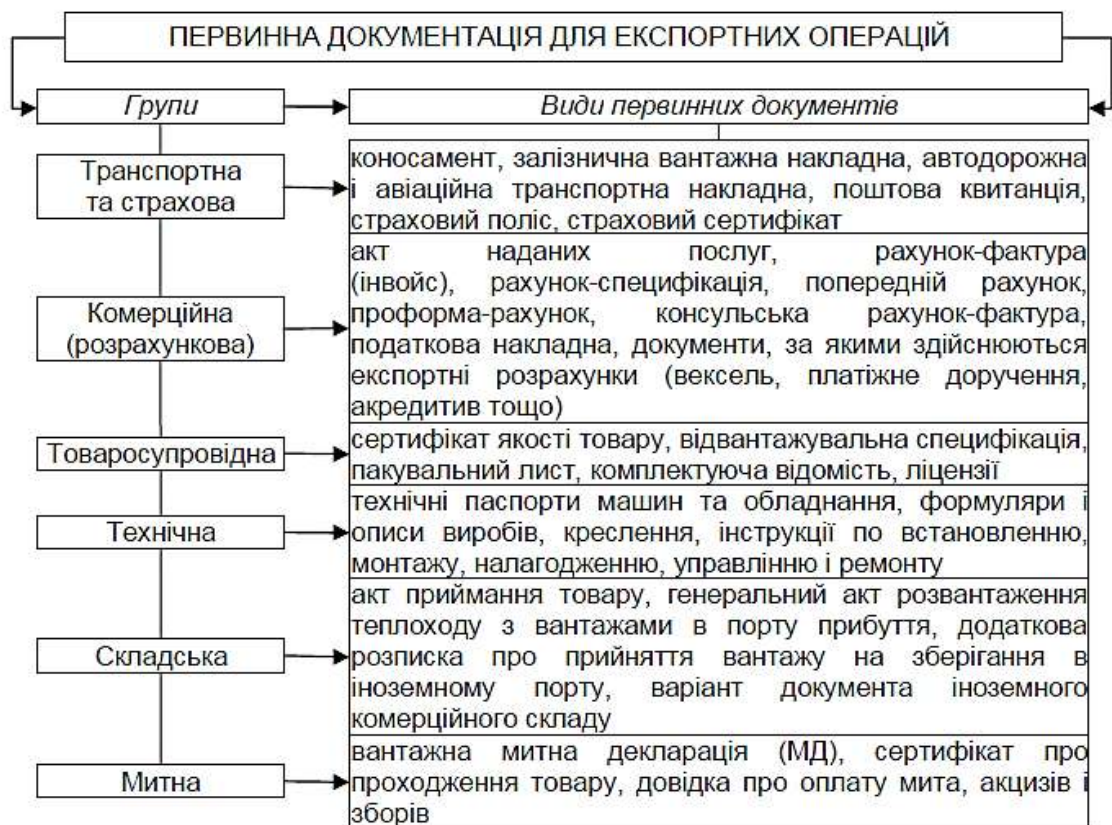 ПЕРВИННА ДОКУМЕНТАЦІЯ ДЛЯ ЕКСПОРТНИХ ОПЕРАЦІЙ
Групи
Види первинних документів
Транспортна
та страхова
коносамент, залізнична вантажна накладна, автодорожна
і авіаційна транспортна накладна, поштова квитанція,
страховий поліс, страховий сертифікат
Комерційна
(розрахункова)
акт наданих послуг, рахунок-фактура
(інвойс), рахунок-специфікація, попередній рахунок,
проформа-рахунок, консульська рахунок-фактура,
податкова накладна, документи, за якими здійснюються
експортні розрахунки (вексель, платіжне доручення,
акредитив тощо)
Товаросупровідна
сертифікат якості товару, відвантажувальна специфікація,
пакувальний лист, комплектуюча відомість, ліцензії
Технічна
технічні паспорти машин та обладнання, формуляри і
описи виробів, креслення, інструкції по встановленню,
монтажу, налагодженню, управлінню і ремонту
Складська
акт приймання товару, генеральний акт розвантаження
теплоходу з вантажами в порту прибуття, додаткова
розписка про прийняття вантажу на зберігання в
іноземному порту, варіант документа іноземного
комерційного складу
Митна
вантажна митна декларація (МД), сертифікат про
проходження товару, довідка про оплату мита, акцизів і
зборів